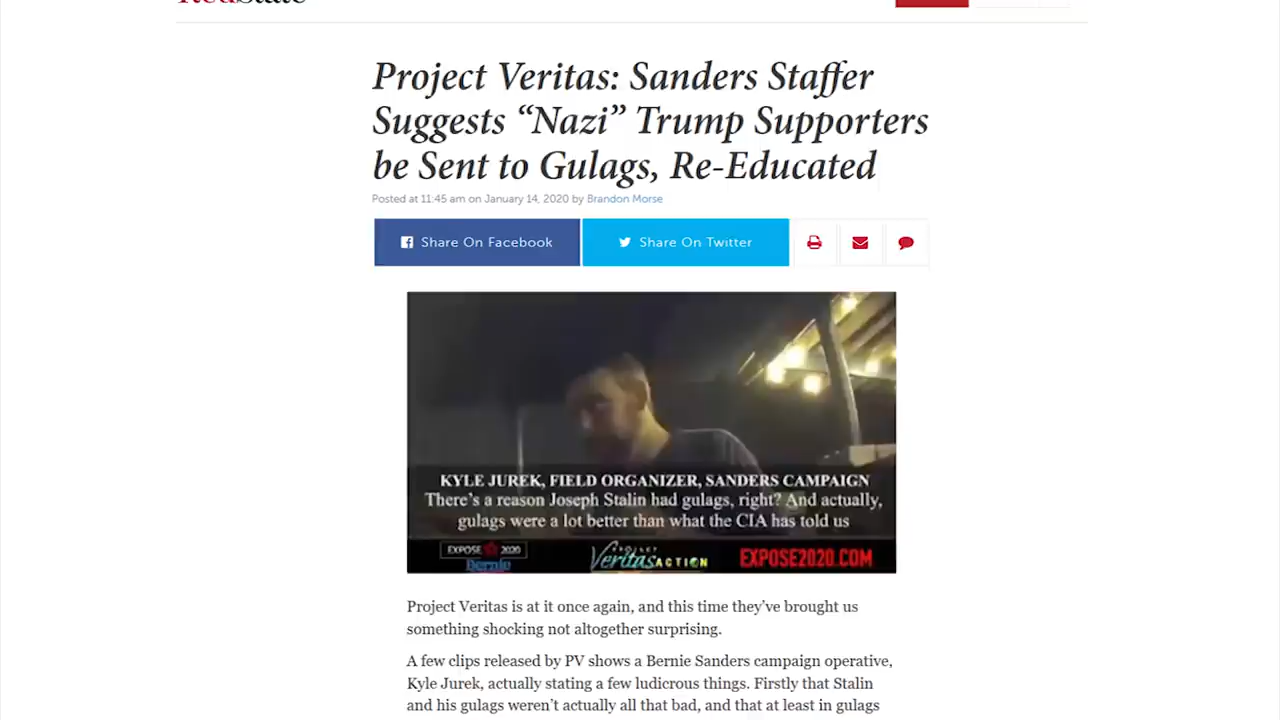 RedState
Project Veritas: Sanders Staffer
Suggests “Nazi” Trump Supporters
be Sent to Gulags, Re-Educated
Posted at 11:45 am on January 14, 2020 by Brandon Morse
Share On Facebook
Share On Twitter
KYLE JUREK, FIELD ORGANIZER, SANDERS CAMPAIGN
There's a reason Joseph Stalin had gulags, right? And actually,
gulags were a lot better than what the CIA has told us
EXPOSE 2020
Bernie
PROJECT
Veritas ACTION
EXPOSE2020.COM
Project Veritas is at it once again, and this time they’ve brought us
something shocking not altogether surprising.
A few clips released by PV shows a Bernie Sanders campaign operative,
Kyle Jurek, actually stating a few ludicrous things. Firstly that Stalin
and his gulags weren’t actually all that bad, and that at least in gulags